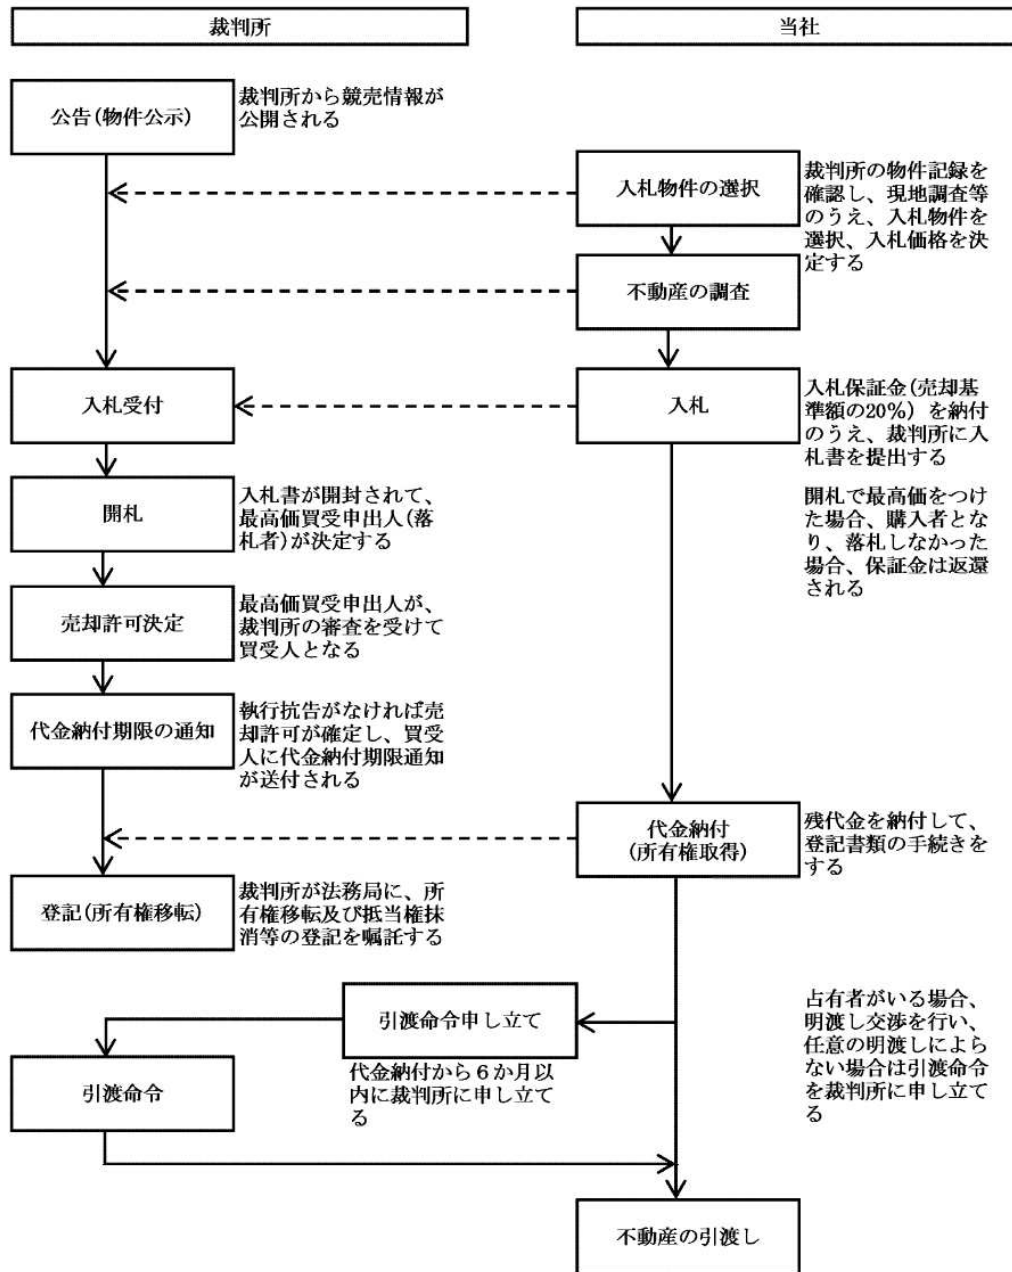 裁判所
当社
公告(物件公示)
裁判所から競売情報が
公開される
入札物件の選択
裁判所の物件記録を
確認し、現地調査等
のうえ、入札物件を
選択、入札価格を決
定する
不動産の調査
入札受付
入札
入札保証金(売却基
準額の20%) を納付
のうえ、裁判所に入
札書を提出する
開札
入札書が開封されて、
最高価買受申出人(落
札者)が決定する
開札で最高価をつけ
た場合、購入者とな
り、落札しなかった
場合、保証金は返還
される
売却許可決定
最高価買受申出人が、
裁判所の審査を受けて
買受人となる
代金納付期限の通知
執行抗告がなければ売
却許可が確定し、買受
人に代金納付期限通知
が送付される
代金納付
(所有権取得)
残代金を納付して、
登記書類の手続きを
する
登記(所有権移転)
裁判所が法務局に、所
有権移転及び抵当権抹
消等の登記を嘱託する
引渡命令申し立て
代金納付から6か月以
内に裁判所に申し立て
る
占有者がいる場合、
明渡し交渉を行い、
任意の明渡しによら
ない場合は引渡命令
を裁判所に申し立て
る
引渡命令
不動産の引渡し